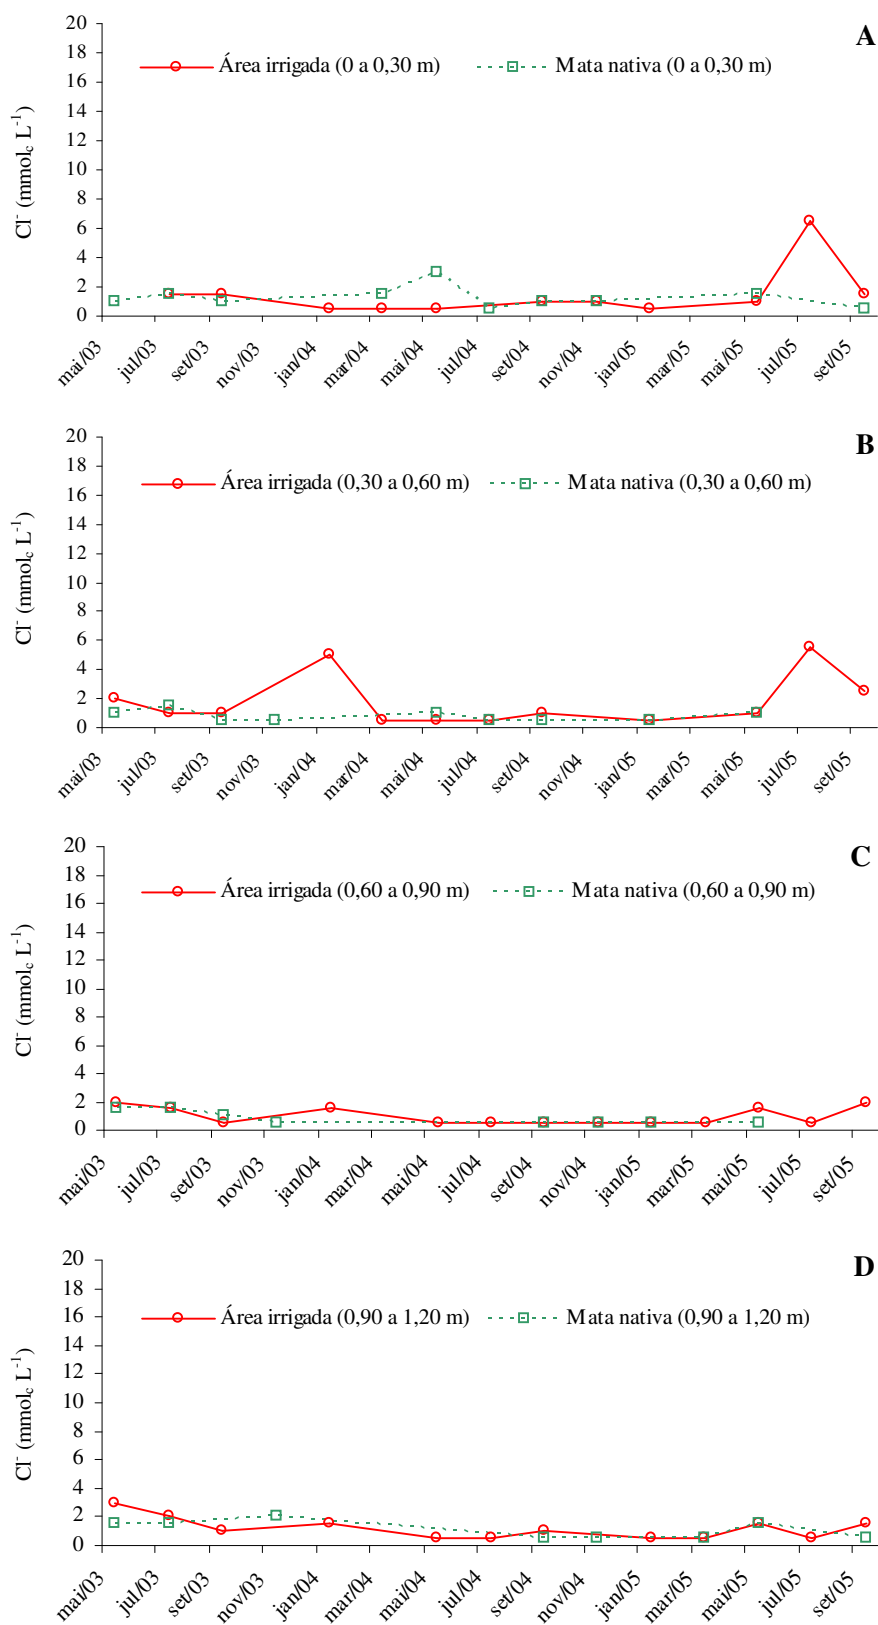 A
20
18
16
14
12
10
8
6
4
2
0
Cl⁻ (mmol꜀ L⁻¹)
Área irrigada (0 a 0,30 m)
Mata nativa (0 a 0,30 m)
mai/03 jul/03 set/03 nov/03 jan/04 mar/04 mai/04 jul/04 set/04 nov/04 jan/05 mar/05 mai/05 jul/05 set/05
B
20
18
16
14
12
10
8
6
4
2
0
Cl⁻ (mmol꜀ L⁻¹)
Área irrigada (0,30 a 0,60 m)
Mata nativa (0,30 a 0,60 m)
mai/03 jul/03 set/03 nov/03 jan/04 mar/04 mai/04 jul/04 set/04 nov/04 jan/05 mar/05 mai/05 jul/05 set/05
C
20
18
16
14
12
10
8
6
4
2
0
Cl⁻ (mmol꜀ L⁻¹)
Área irrigada (0,60 a 0,90 m)
Mata nativa (0,60 a 0,90 m)
mai/03 jul/03 set/03 nov/03 jan/04 mar/04 mai/04 jul/04 set/04 nov/04 jan/05 mar/05 mai/05 jul/05 set/05
D
20
18
16
14
12
10
8
6
4
2
0
Cl⁻ (mmol꜀ L⁻¹)
Área irrigada (0,90 a 1,20 m)
Mata nativa (0,90 a 1,20 m)
mai/03 jul/03 set/03 nov/03 jan/04 mar/04 mai/04 jul/04 set/04 nov/04 jan/05 mar/05 mai/05 jul/05 set/05